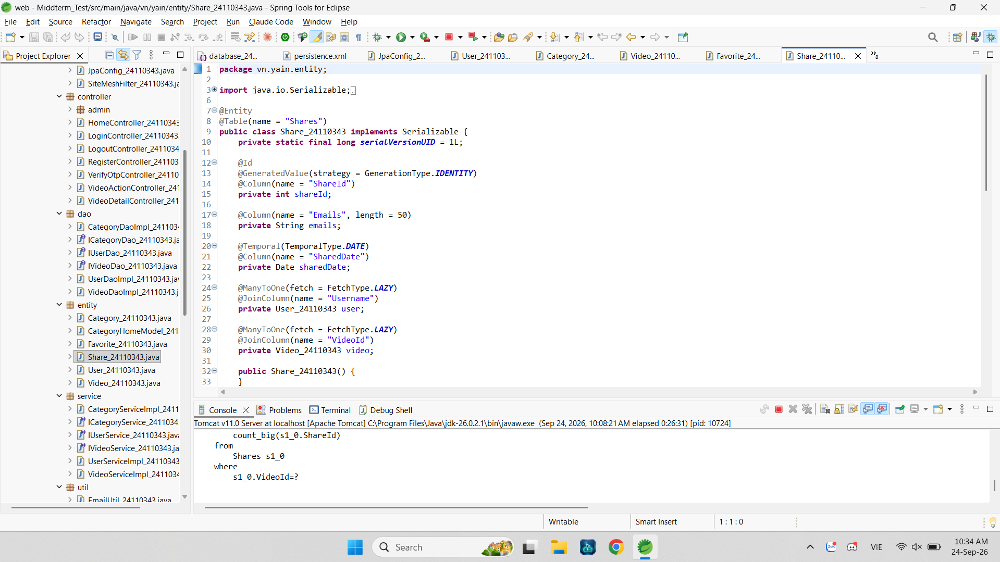 web - Middterm_Test/src/main/java/vn/yain/entity/Share_24110343.java - Spring Tools for Eclipse
File Edit Source Refactor Navigate Search Project Run Claude Code Window Help
Project Explorer
JpaConfig_24110343.java
SiteMeshFilter_24110343.ja
controller
admin
HomeController_24110343
LoginController_24110343.
LogoutController_2411034
RegisterController_241103
VerifyOtpController_24110
VideoActionController_241
VideoDetailController_241
dao
CategoryDaoImpl_241103
ICategoryDao_24110343.ja
IUserDao_24110343.java
IVideoDao_24110343.java
UserDaoImpl_24110343.jav
VideoDaoImpl_24110343.j
entity
Category_24110343.java
CategoryHomeModel_241
Favorite_24110343.java
Share_24110343.java
User_24110343.java
Video_24110343.java
service
CategoryServiceImpl_2411
ICategoryService_24110343.
IUserService_24110343.java
IVideoService_24110343.ja
UserServiceImpl_24110343
VideoServiceImpl_2411034
util
EmailUtil_24110343.java
database_24... persistence.xml JpaConfig_2... User_241103... Category_24... Video_24110... Favorite_24... Share_24110... »8
1 package vn.yain.entity;
2
3 import java.io.Serializable;
6
7 @Entity
8 @Table(name = "Shares")
9 public class Share_24110343 implements Serializable {
10 private static final long serialVersionUID = 1L;
11
12 @Id
13 @GeneratedValue(strategy = GenerationType.IDENTITY)
14 @Column(name = "ShareId")
15 private int shareId;
16
17 @Column(name = "Emails", length = 50)
18 private String emails;
19
20 @Temporal(TemporalType.DATE)
21 @Column(name = "SharedDate")
22 private Date sharedDate;
23
24 @ManyToOne(fetch = FetchType.LAZY)
25 @JoinColumn(name = "Username")
26 private User_24110343 user;
27
28 @ManyToOne(fetch = FetchType.LAZY)
29 @JoinColumn(name = "VideoId")
30 private Video_24110343 video;
31
32 public Share_24110343() {
33 }
Console Problems Terminal Debug Shell
Tomcat v11.0 Server at localhost [Apache Tomcat] C:\Program Files\Java\jdk-26.0.2.1\bin\javaw.exe (Sep 24, 2026, 10:08:21 AM elapsed 0:26:31) [pid: 10724]
count_big(s1_0.ShareId)
from
Shares s1_0
where
s1_0.VideoId=?
Writable Smart Insert 1 : 1 : 0
Search
Zalo
VIE
10:34 AM
24-Sep-26